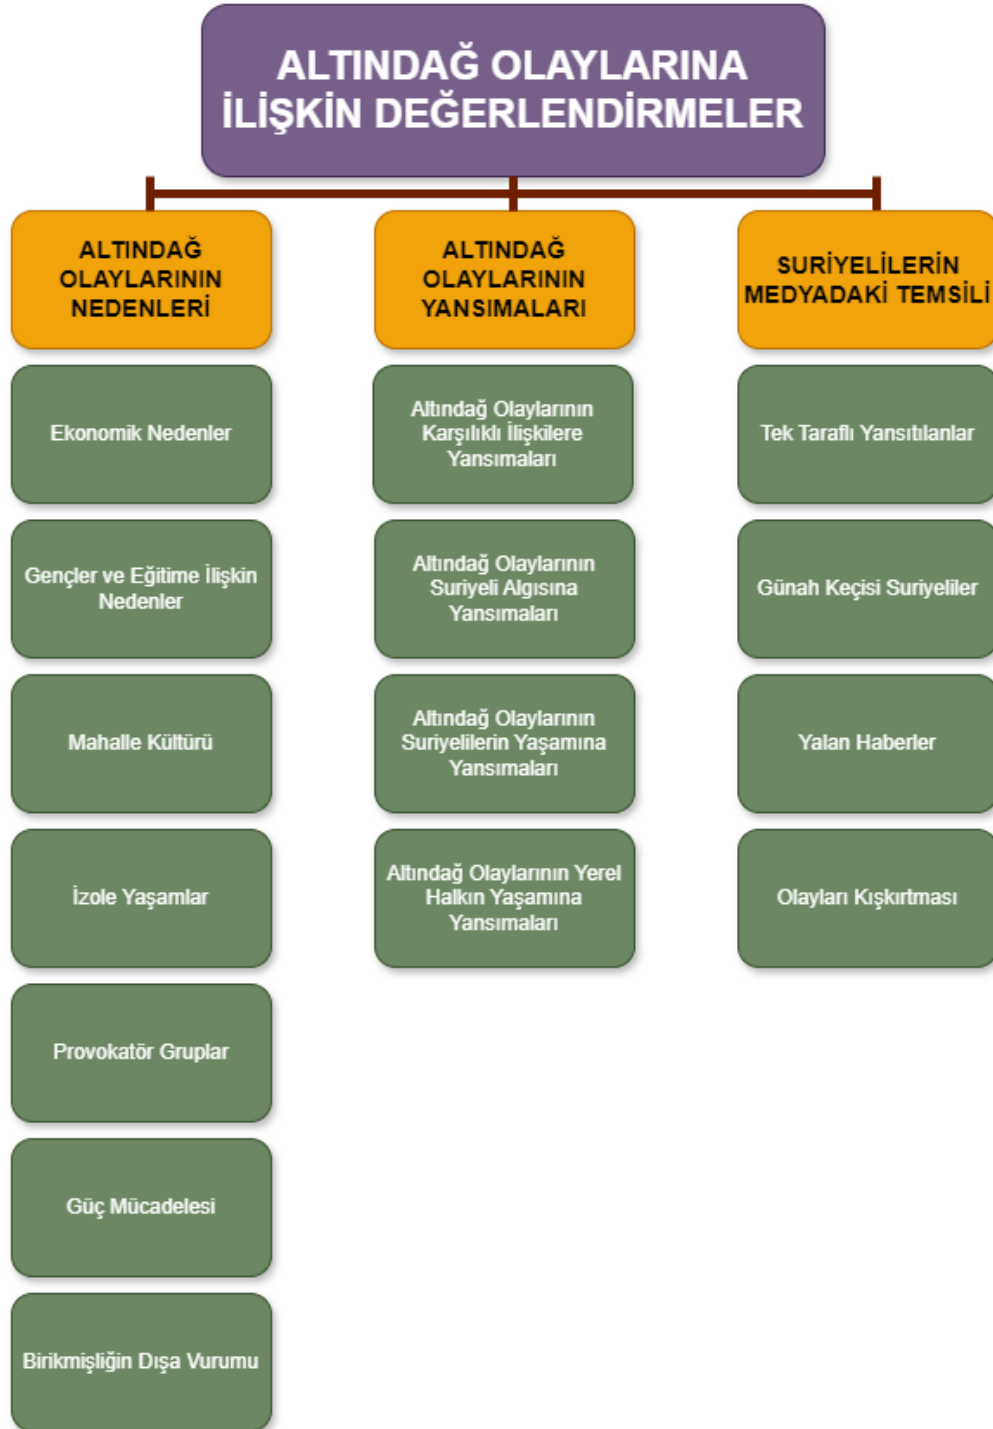 ALTINDAĞ OLAYLARINA
İLİŞKİN DEĞERLENDİRMELER
ALTINDAĞ
OLAYLARININ
NEDENLERİ
Ekonomik Nedenler
Gençler ve Eğitime İlişkin
Nedenler
Mahalle Kültürü
İzole Yaşamlar
Provokatör Gruplar
Güç Mücadelesi
Birikmişliğin Dışa Vurumu
ALTINDAĞ
OLAYLARININ
YANSIMALARI
Altındağ Olaylarının
Karşılıklı İlişkilere
Yansımaları
Altındağ Olaylarının
Suriyeli Algısına
Yansımaları
Altındağ Olaylarının
Suriyelilerin Yaşamına
Yansımaları
Altındağ Olaylarının Yerel
Halkın Yaşamına
Yansımaları
SURİYELİLERİN
MEDYADAKİ TEMSİLİ
Tek Taraflı Yansıtılanlar
Günah Keçisi Suriyeliler
Yalan Haberler
Olayları Kışkırtması